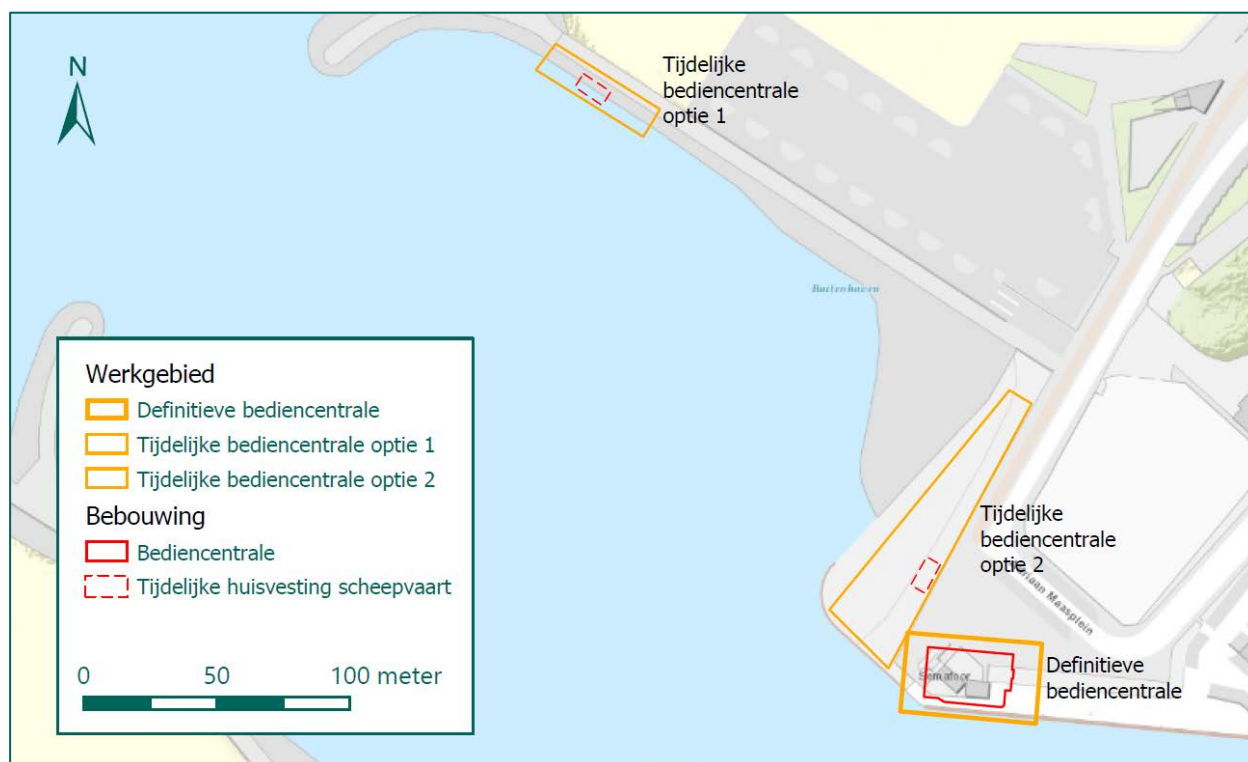 N
Tijdelijke
bediencentrale
optie 1
Buitenhaven
Werkgebied
Definitieve bediencentrale
Tijdelijke bediencentrale optie 1
Tijdelijke bediencentrale optie 2
Bebouwing
Bediencentrale
Tijdelijke huisvesting scheepvaart
0 50 100 meter
Tijdelijke
bediencentrale
optie 2
Maasplein
Semafoor
Definitieve
bediencentrale